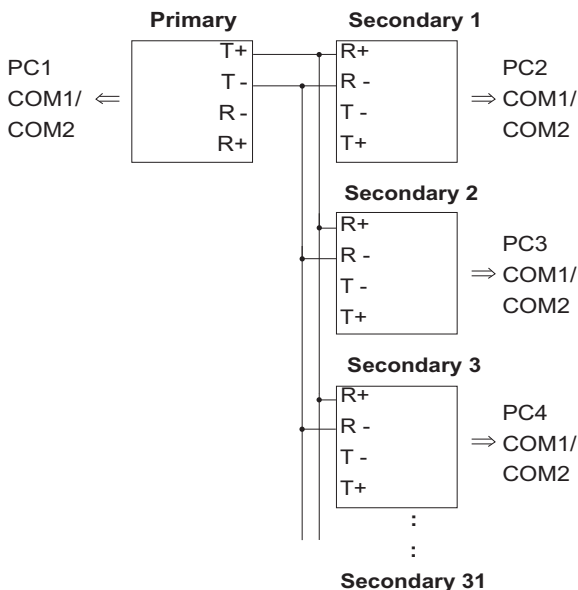 Primary
T+
T -
R -
R+
PC1
COM1/ ⇐
COM2
Secondary 1
R+
R -
T -
T+
PC2
⇒ COM1/
COM2
Secondary 2
R+
R -
T -
T+
PC3
⇒ COM1/
COM2
Secondary 3
R+
R -
T -
T+
PC4
⇒ COM1/
COM2
:
:
Secondary 31